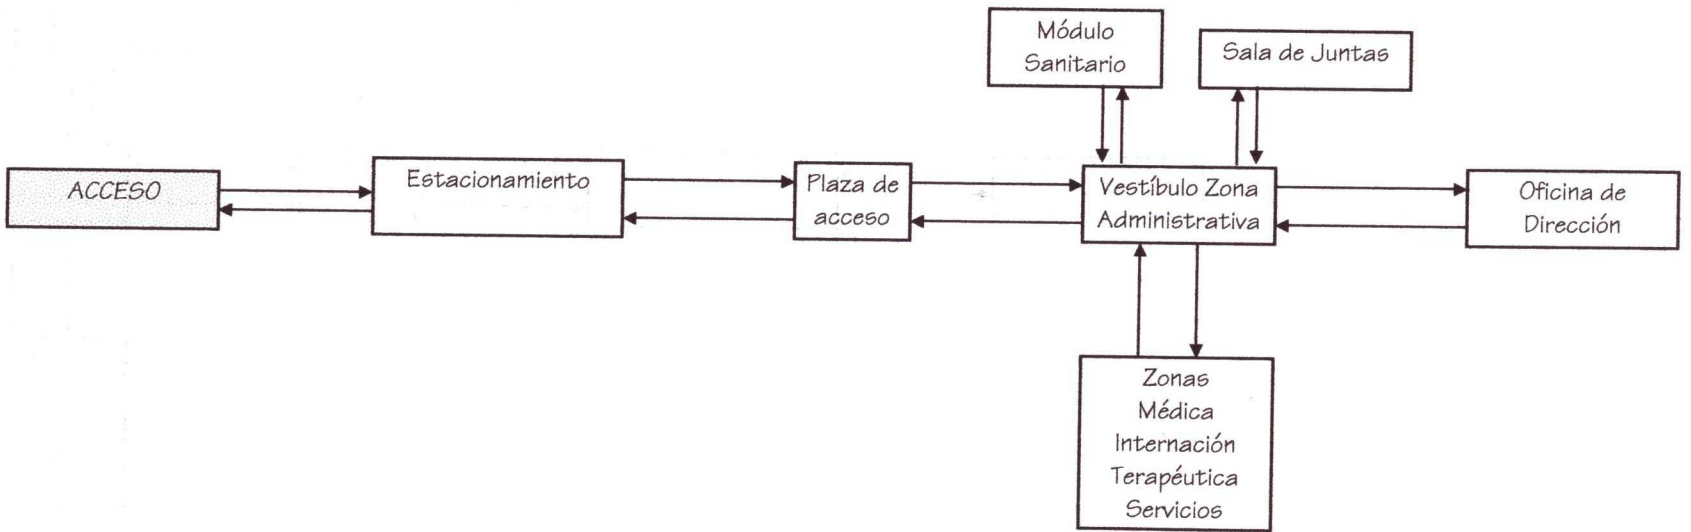 Módulo
Sanitario
Sala de Juntas
ACCESO
Estacionamiento
Plaza de
acceso
Vestíbulo Zona
Administrativa
Oficina de
Dirección
Zonas
Médica
Internación
Terapéutica
Servicios